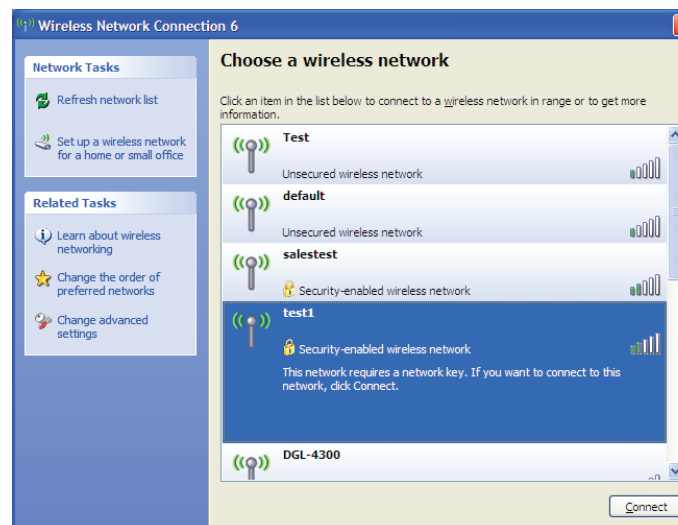 Wireless Network Connection 6
Network Tasks
Refresh network list
Set up a wireless network
for a home or small office
Related Tasks
Learn about wireless
networking
Change the order of
preferred networks
Change advanced
settings
Choose a wireless network
Click an item in the list below to connect to a wireless network in range or to get more
information.
Test
Unsecured wireless network
default
Unsecured wireless network
salestest
Security-enabled wireless network
test1
Security-enabled wireless network
This network requires a network key. If you want to connect to this
network, click Connect.
DGL-4300
Connect